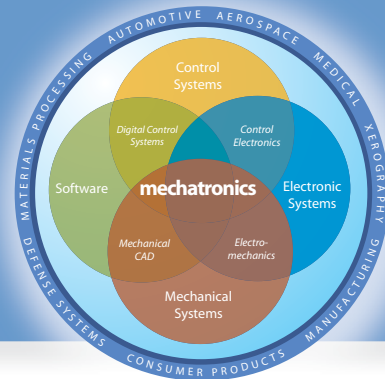 MATERIALS PROCESSING AUTOMOTIVE AEROSPACE MEDICAL XEROGRAPHY
DEFENSE SYSTEMS CONSUMER PRODUCTS MANUFACTURING
Control
Systems
Digital Control
Systems
Control
Electronics
Software
mechatronics
Electronic
Systems
Mechanical
CAD
Electro-
mechanics
Mechanical
Systems